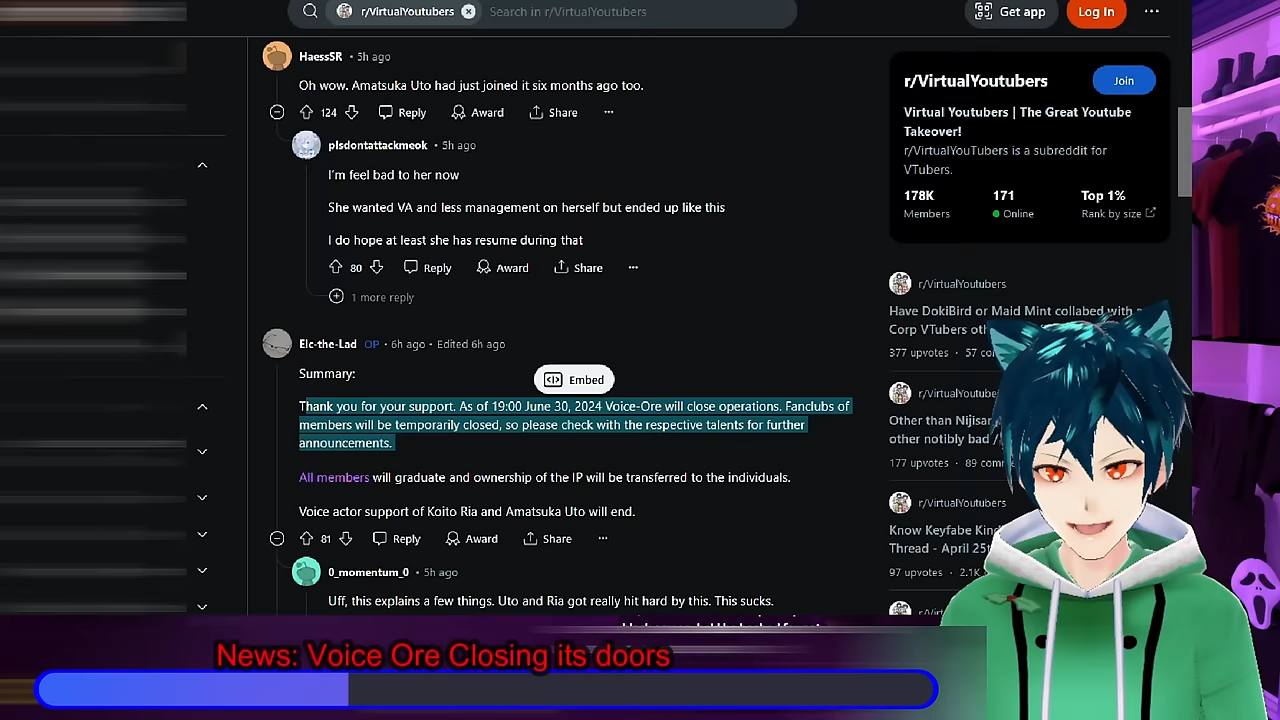 r/VirtualYoutubers
Search in r/VirtualYoutubers
Get app
Log In
HaessSR • 5h ago
Oh wow. Amatsuka Uto had just joined it six months ago too.
124 Reply Award Share
plsdontattackmeok • 5h ago
I'm feel bad to her now
She wanted VA and less management on herself but ended up like this
I do hope at least she has resume during that
80 Reply Award Share
1 more reply
Elc-the-Lad OP • 6h ago • Edited 6h ago
Summary:
Embed
Thank you for your support. As of 19:00 June 30, 2024 Voice-Ore will close operations. Fanclubs of
members will be temporarily closed, so please check with the respective talents for further
announcements.
All members will graduate and ownership of the IP will be transferred to the individuals.
Voice actor support of Koito Ria and Amatsuka Uto will end.
81 Reply Award Share
0_momentum_0 • 5h ago
Uff, this explains a few things. Uto and Ria got really hit hard by this. This sucks.
r/VirtualYoutubers
Join
Virtual Youtubers | The Great Youtube
Takeover!
r/VirtualYouTubers is a subreddit for
VTubers.
178K 171 Top 1%
Members Online Rank by size
r/VirtualYoutubers
Have DokiBird or Maid Mint collabed with
Corp VTubers
377 upvotes • 57
Other than
other notibly bad
177 upvotes • 89
r/VirtualYoutubers
Know Keyfabe
Thread - April
97 upvotes • 2.1K
News: Voice Ore Closing its doors